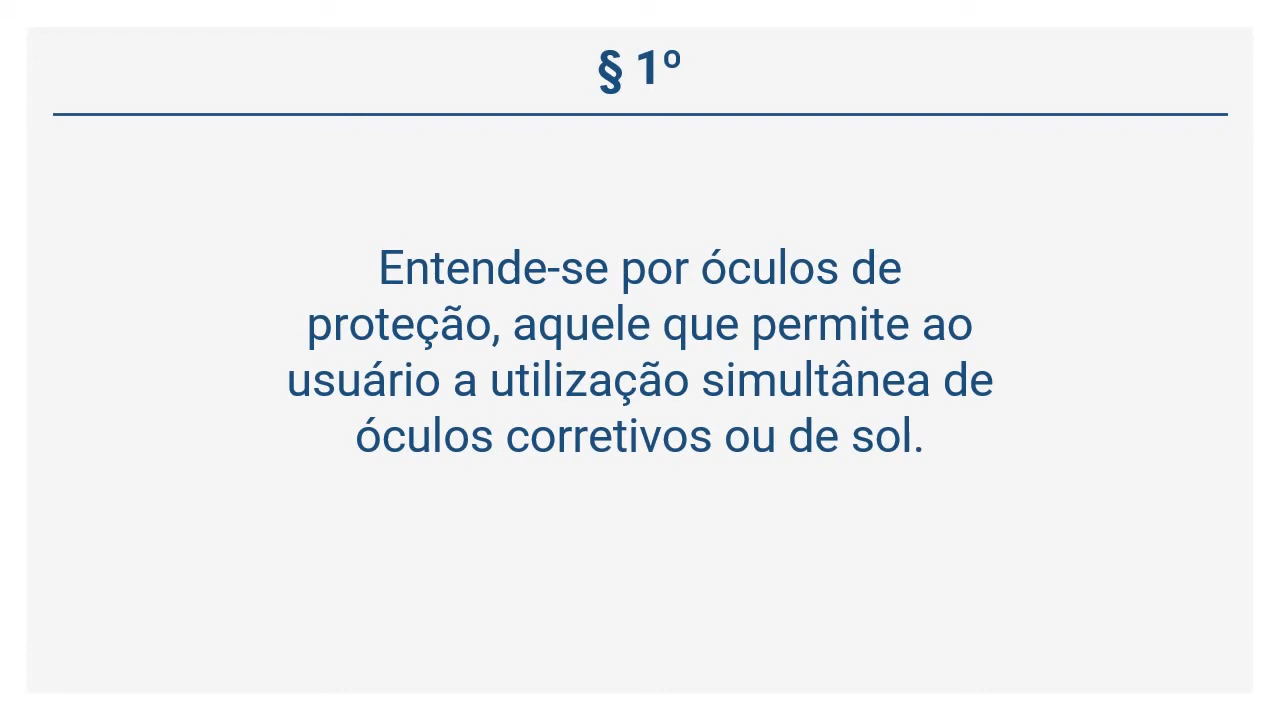 § 1º
Entende-se por óculos de
proteção, aquele que permite ao
usuário a utilização simultânea de
óculos corretivos ou de sol.